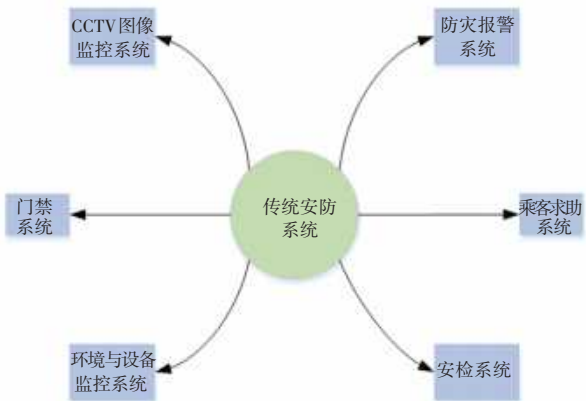 CCTV图像
监控系统
防灾报警
系统
门禁
系统
传统安防
系统
乘客求助
系统
环境与设备
监控系统
安检系统